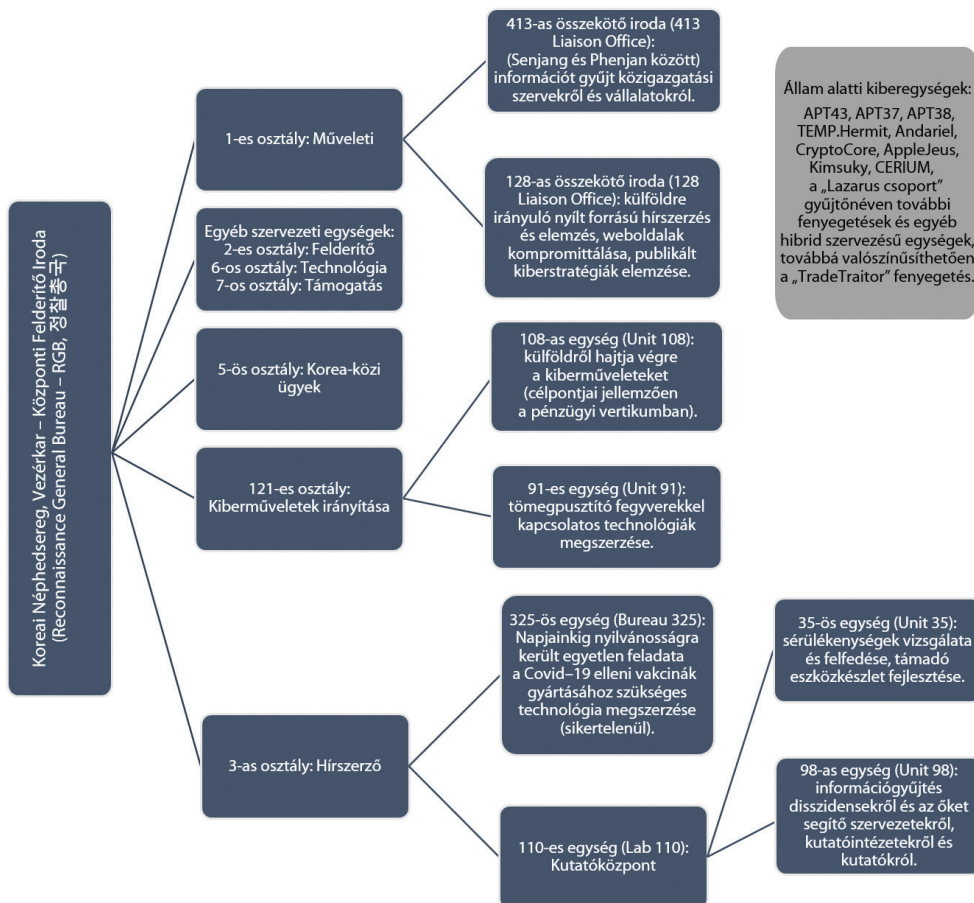 Koreai Néphedsereg, Vezérkar – Központi Felderítő Iroda
(Reconnaissance General Bureau – RGB, 정찰총국)
1-es osztály: Műveleti
413-as összekötő iroda (413
Liaison Office):
(Senjang és Phenjan között)
információt gyűjt közigazgatási
szervekről és vállalatokról.
128-as összekötő iroda (128
Liaison Office): külföldre
irányuló nyílt forrású hírszerzés
és elemzés, weboldalak
kompromittálása, publikált
kiberstratégiák elemzése.
Egyéb szervezeti egységek:
2-es osztály: Felderítő
6-os osztály: Technológia
7-os osztály: Támogatás
5-ös osztály: Korea-közi
ügyek
121-es osztály:
Kiberműveletek irányítása
108-as egység (Unit 108):
külföldről hajtja végre
a kiberműveleteket
(célpontjai jellemzően
a pénzügyi vertikumban).
91-es egység (Unit 91):
tömegpusztító fegyverekkel
kapcsolatos technológiák
megszerzése.
3-as osztály: Hírszerző
325-ös egység (Bureau 325):
Napjainkig nyilvánosságra
került egyetlen feladata
a Covid–19 elleni vakcinák
gyártásához szükséges
technológia megszerzése
(sikertelenül).
110-es egység (Lab 110):
Kutatóközpont
35-ös egység (Unit 35):
sérülékenységek vizsgálata
és felfedése, támadó
eszközkészlet fejlesztése.
98-as egység (Unit 98):
információgyűjtés
disszidensekről és az őket
segítő szervezetekről,
kutatóintézetekről és
kutatókról.
Állam alatti kiberegységek:
APT43, APT37, APT38,
TEMP.Hermit, Andariel,
CryptoCore, AppleJeus,
Kimsuky, CERIUM,
a „Lazarus csoport”
gyűjtőnéven további
fenyegetések és egyéb
hibrid szervezésű egységek,
továbbá valószínűsíthetően
a „TradeTraitor” fenyegetés.